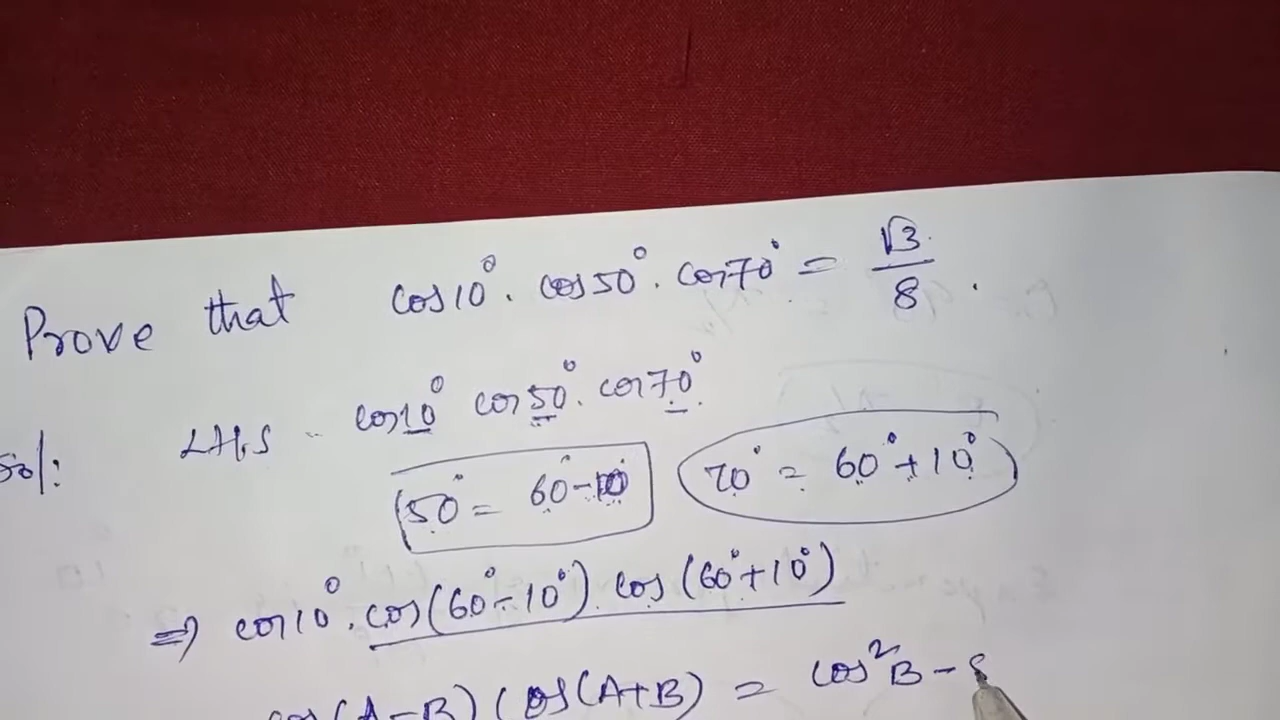 Prove that cos10°. cos50°. cos70° = √3/8 .
Sol: LHS - cos10° cos50°. cos70°
50° = 60°-10° 70° = 60°+10°
⇒ cos10°. cos(60°-10°) cos(60°+10°)
cos(A-B) cos(A+B) = cos²B - s